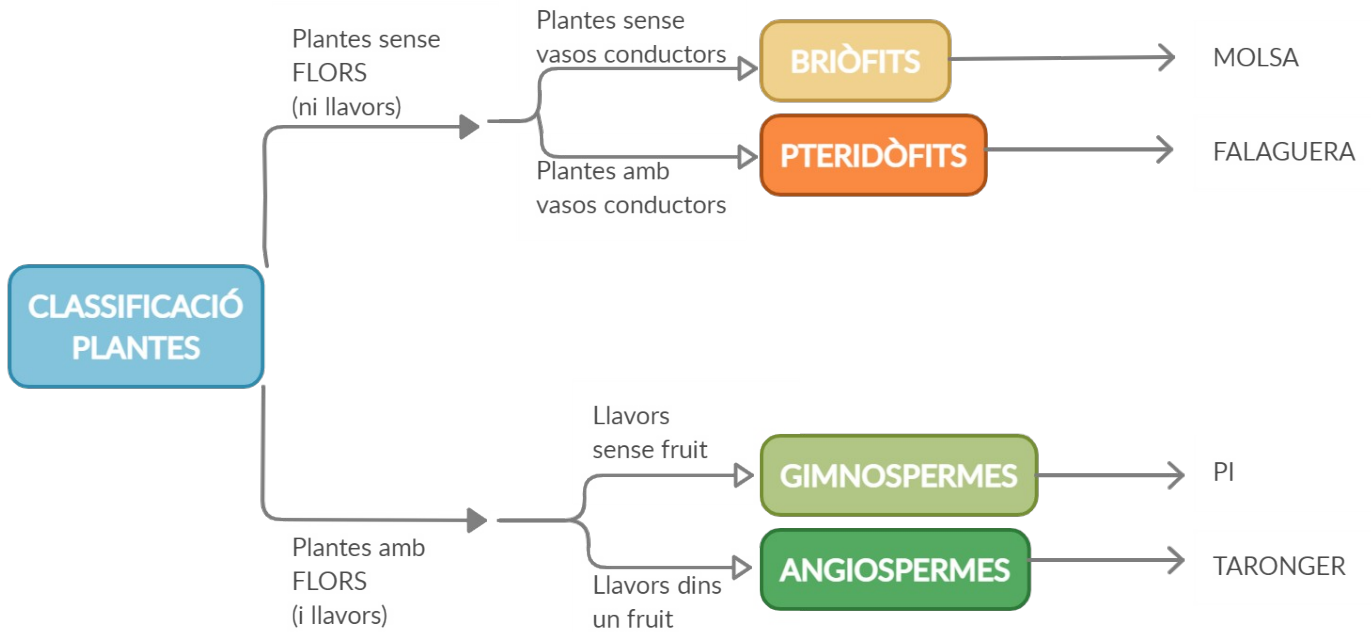 CLASSIFICACIÓ
PLANTES
Plantes sense
FLORS
(ni llavors)
Plantes sense
vasos conductors
BRIÒFITS
MOLSA
Plantes amb
vasos conductors
PTERIDÒFITS
FALAGUERA
Plantes amb
FLORS
(i llavors)
Llavors
sense fruit
GIMNOSPERMES
PI
Llavors dins
un fruit
ANGIOSPERMES
TARONGER